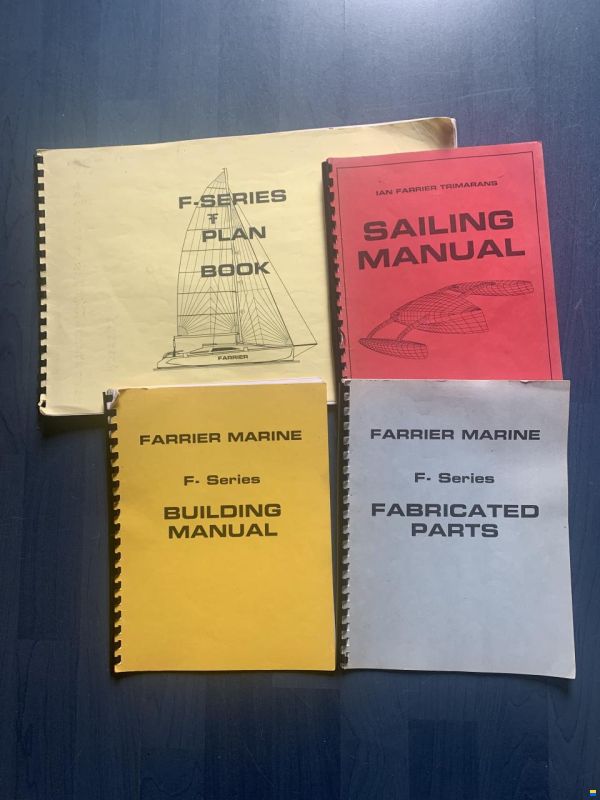 F-SERIES
F
PLAN
BOOK
FARRIER
IAN FARRIER TRIMARANS
SAILING
MANUAL
FARRIER MARINE
F- Series
BUILDING
MANUAL
FARRIER MARINE
F- Series
FABRICATED
PARTS